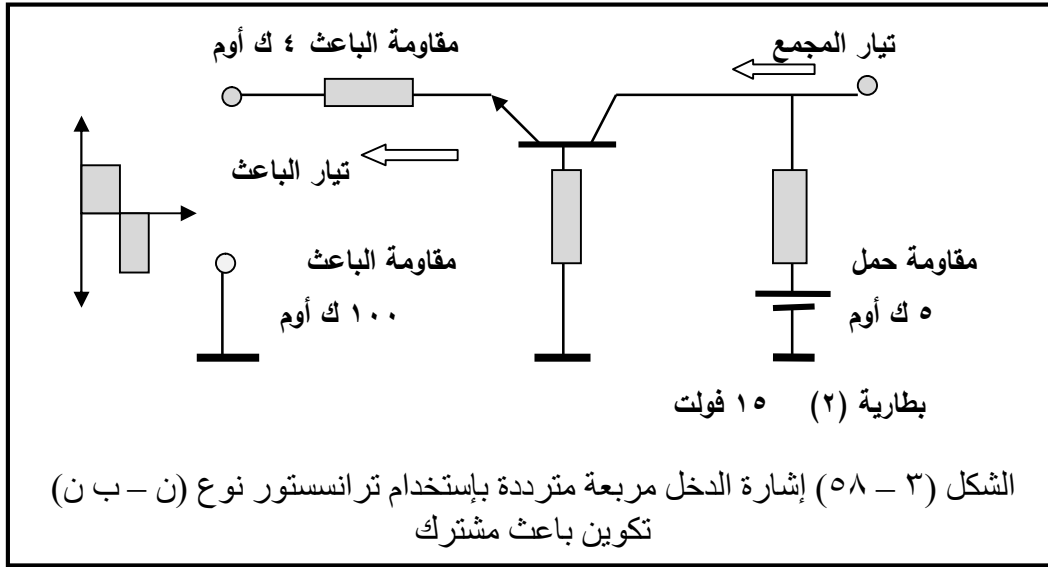 مقاومة الباعث ٤ ك أوم
تيار المجمع
تيار الباعث
مقاومة الباعث
١٠٠ ك أوم
مقاومة حمل
٥ ك أوم
بطارية (٢) ١٥ فولت
الشكل (٣ – ٥٨) إشارة الدخل مربعة مترددة بإستخدام ترانسستور نوع (ن – ب ن)
تكوين باعث مشترك